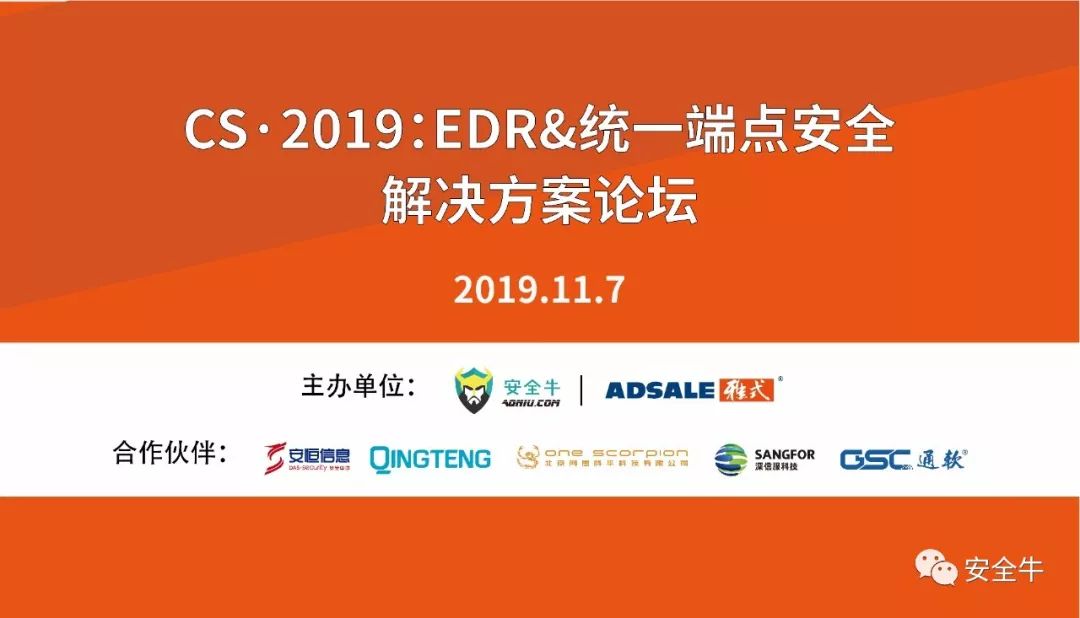 CS·2019:EDR&统一端点安全
解决方案论坛
2019.11.7
主办单位：
安全牛
AQNIU.COM
ADSALE 雅式®
合作伙伴：
安恒信息
DAS-Security
QINGTENG
one scorpion
SANGFOR
深信服科技
GSC 通软®
安全牛